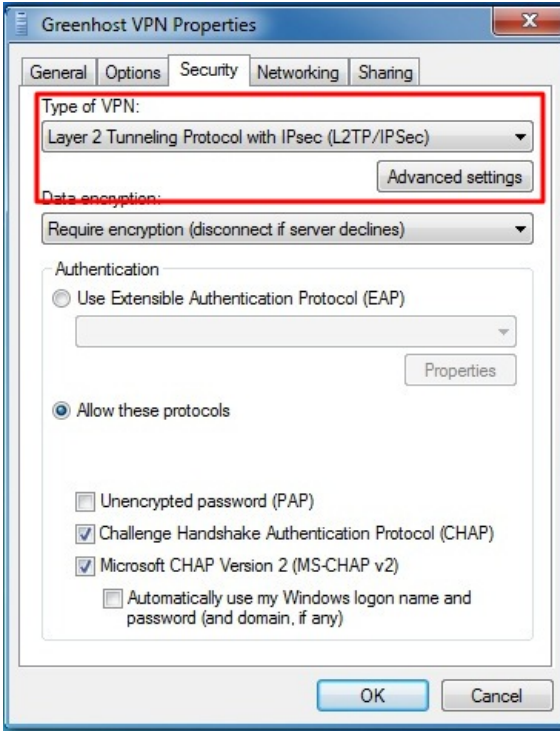 Greenhost VPN Properties
General Options Security Networking Sharing
Type of VPN:
Layer 2 Tunneling Protocol with IPsec (L2TP/IPSec)
Advanced settings
Data encryption:
Require encryption (disconnect if server declines)
Authentication
Use Extensible Authentication Protocol (EAP)
Properties
Allow these protocols
Unencrypted password (PAP)
Challenge Handshake Authentication Protocol (CHAP)
Microsoft CHAP Version 2 (MS-CHAP v2)
Automatically use my Windows logon name and
password (and domain, if any)
OK Cancel